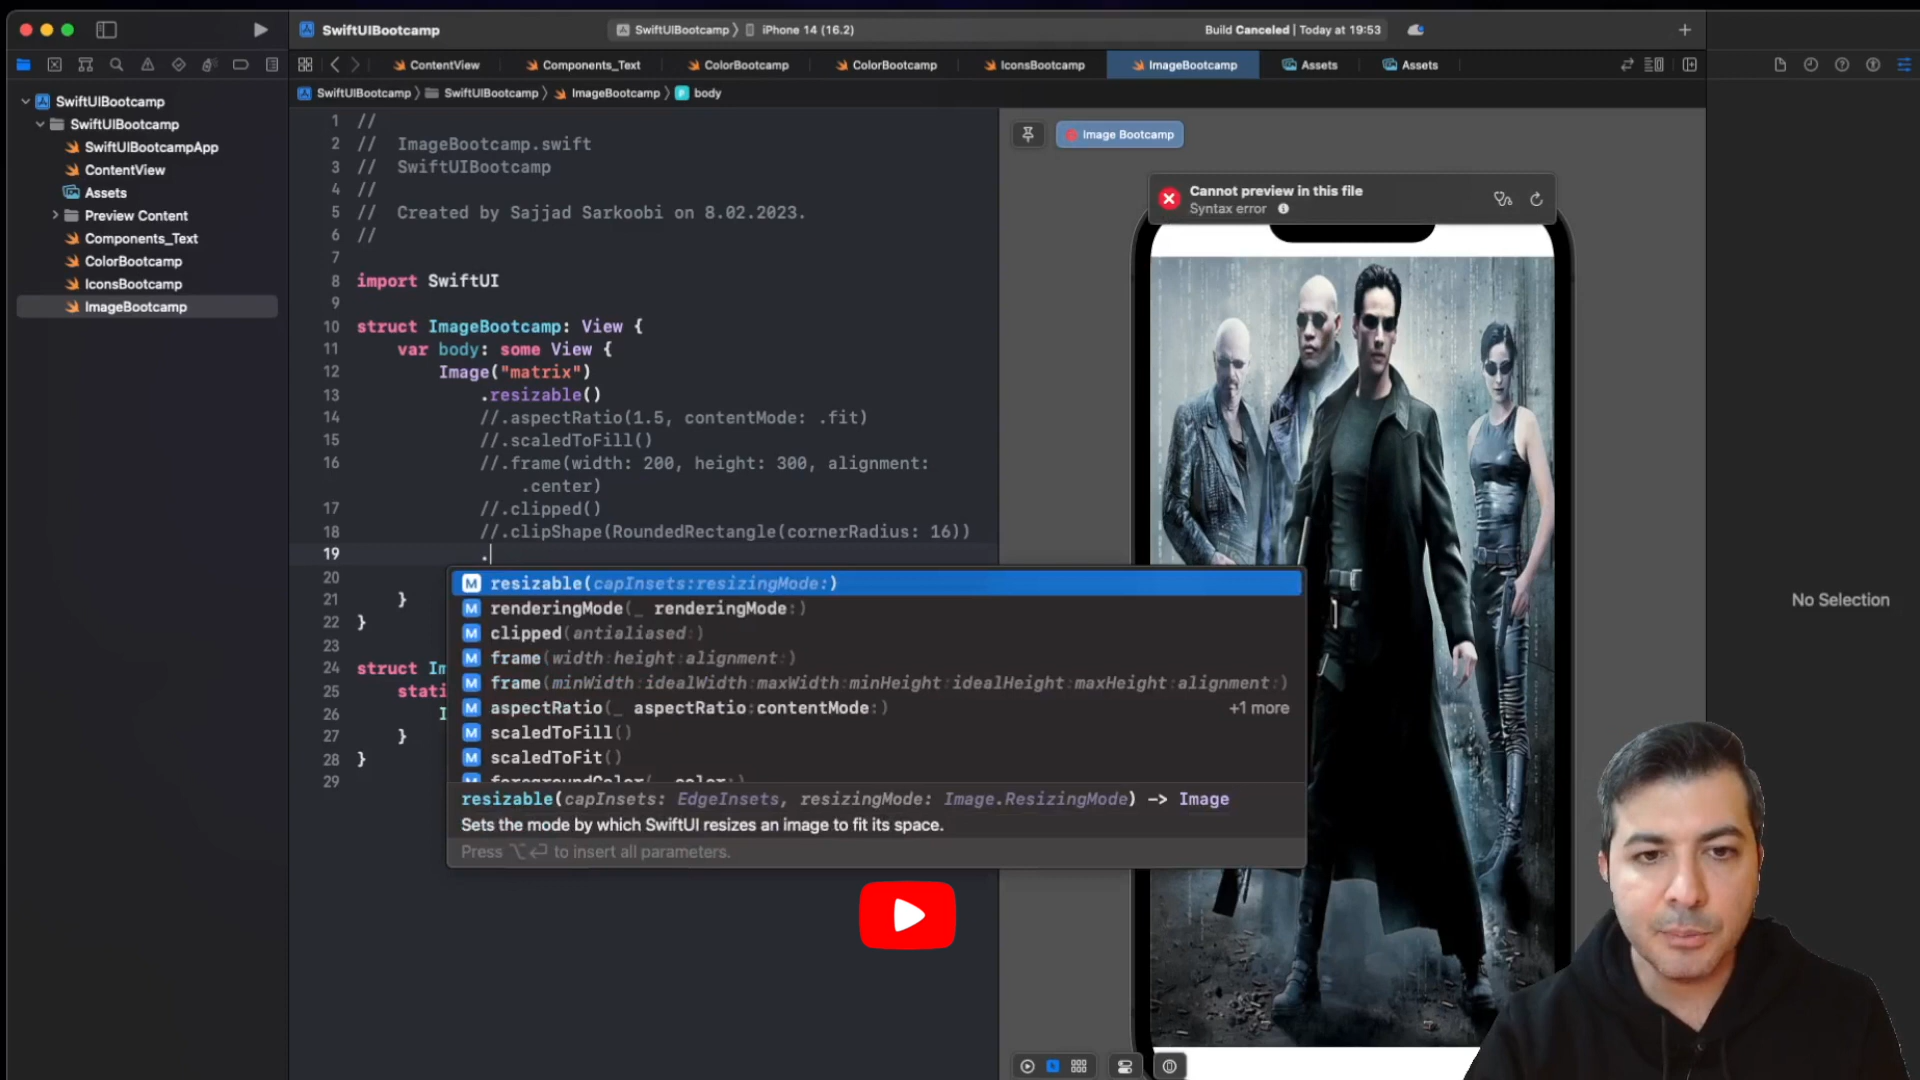 SwiftUIBootcamp
SwiftUIBootcamp
iPhone 14 (16.2)
Build Canceled | Today at 19:53
ContentView
Components_Text
ColorBootcamp
ColorBootcamp
IconsBootcamp
ImageBootcamp
Assets
Assets
SwiftUIBootcamp
SwiftUIBootcamp
ImageBootcamp
body
SwiftUIBootcamp
SwiftUIBootcamp
SwiftUIBootcampApp
ContentView
Assets
Preview Content
Components_Text
ColorBootcamp
IconsBootcamp
ImageBootcamp
1 //
2 // ImageBootcamp.swift
3 // SwiftUIBootcamp
4 //
5 // Created by Sajjad Sarkoobi on 8.02.2023.
6 //
7
8 import SwiftUI
9
10 struct ImageBootcamp: View {
11 var body: some View {
12 Image("matrix")
13 .resizable()
14 //.aspectRatio(1.5, contentMode: .fit)
15 //.scaledToFill()
16 //.frame(width: 200, height: 300, alignment:
.center)
17 //.clipped()
18 //.clipShape(RoundedRectangle(cornerRadius: 16))
19 .
20
21 }
22 }
23
24 struct Im
25 stati
26 I
27 }
28 }
29
M resizable(capInsets:resizingMode:)
M renderingMode(_ renderingMode:)
M clipped(antialiased:)
M frame(width:height:alignment:)
M frame(minWidth:idealWidth:maxWidth:minHeight:idealHeight:maxHeight:alignment:)
M aspectRatio(_ aspectRatio:contentMode:) +1 more
M scaledToFill()
M scaledToFit()
M foregroundColor(_ color:)
resizable(capInsets: EdgeInsets, resizingMode: Image.ResizingMode) -> Image
Sets the mode by which SwiftUI resizes an image to fit its space.
Press ⌥↩ to insert all parameters.
Image Bootcamp
Cannot preview in this file
Syntax error
No Selection